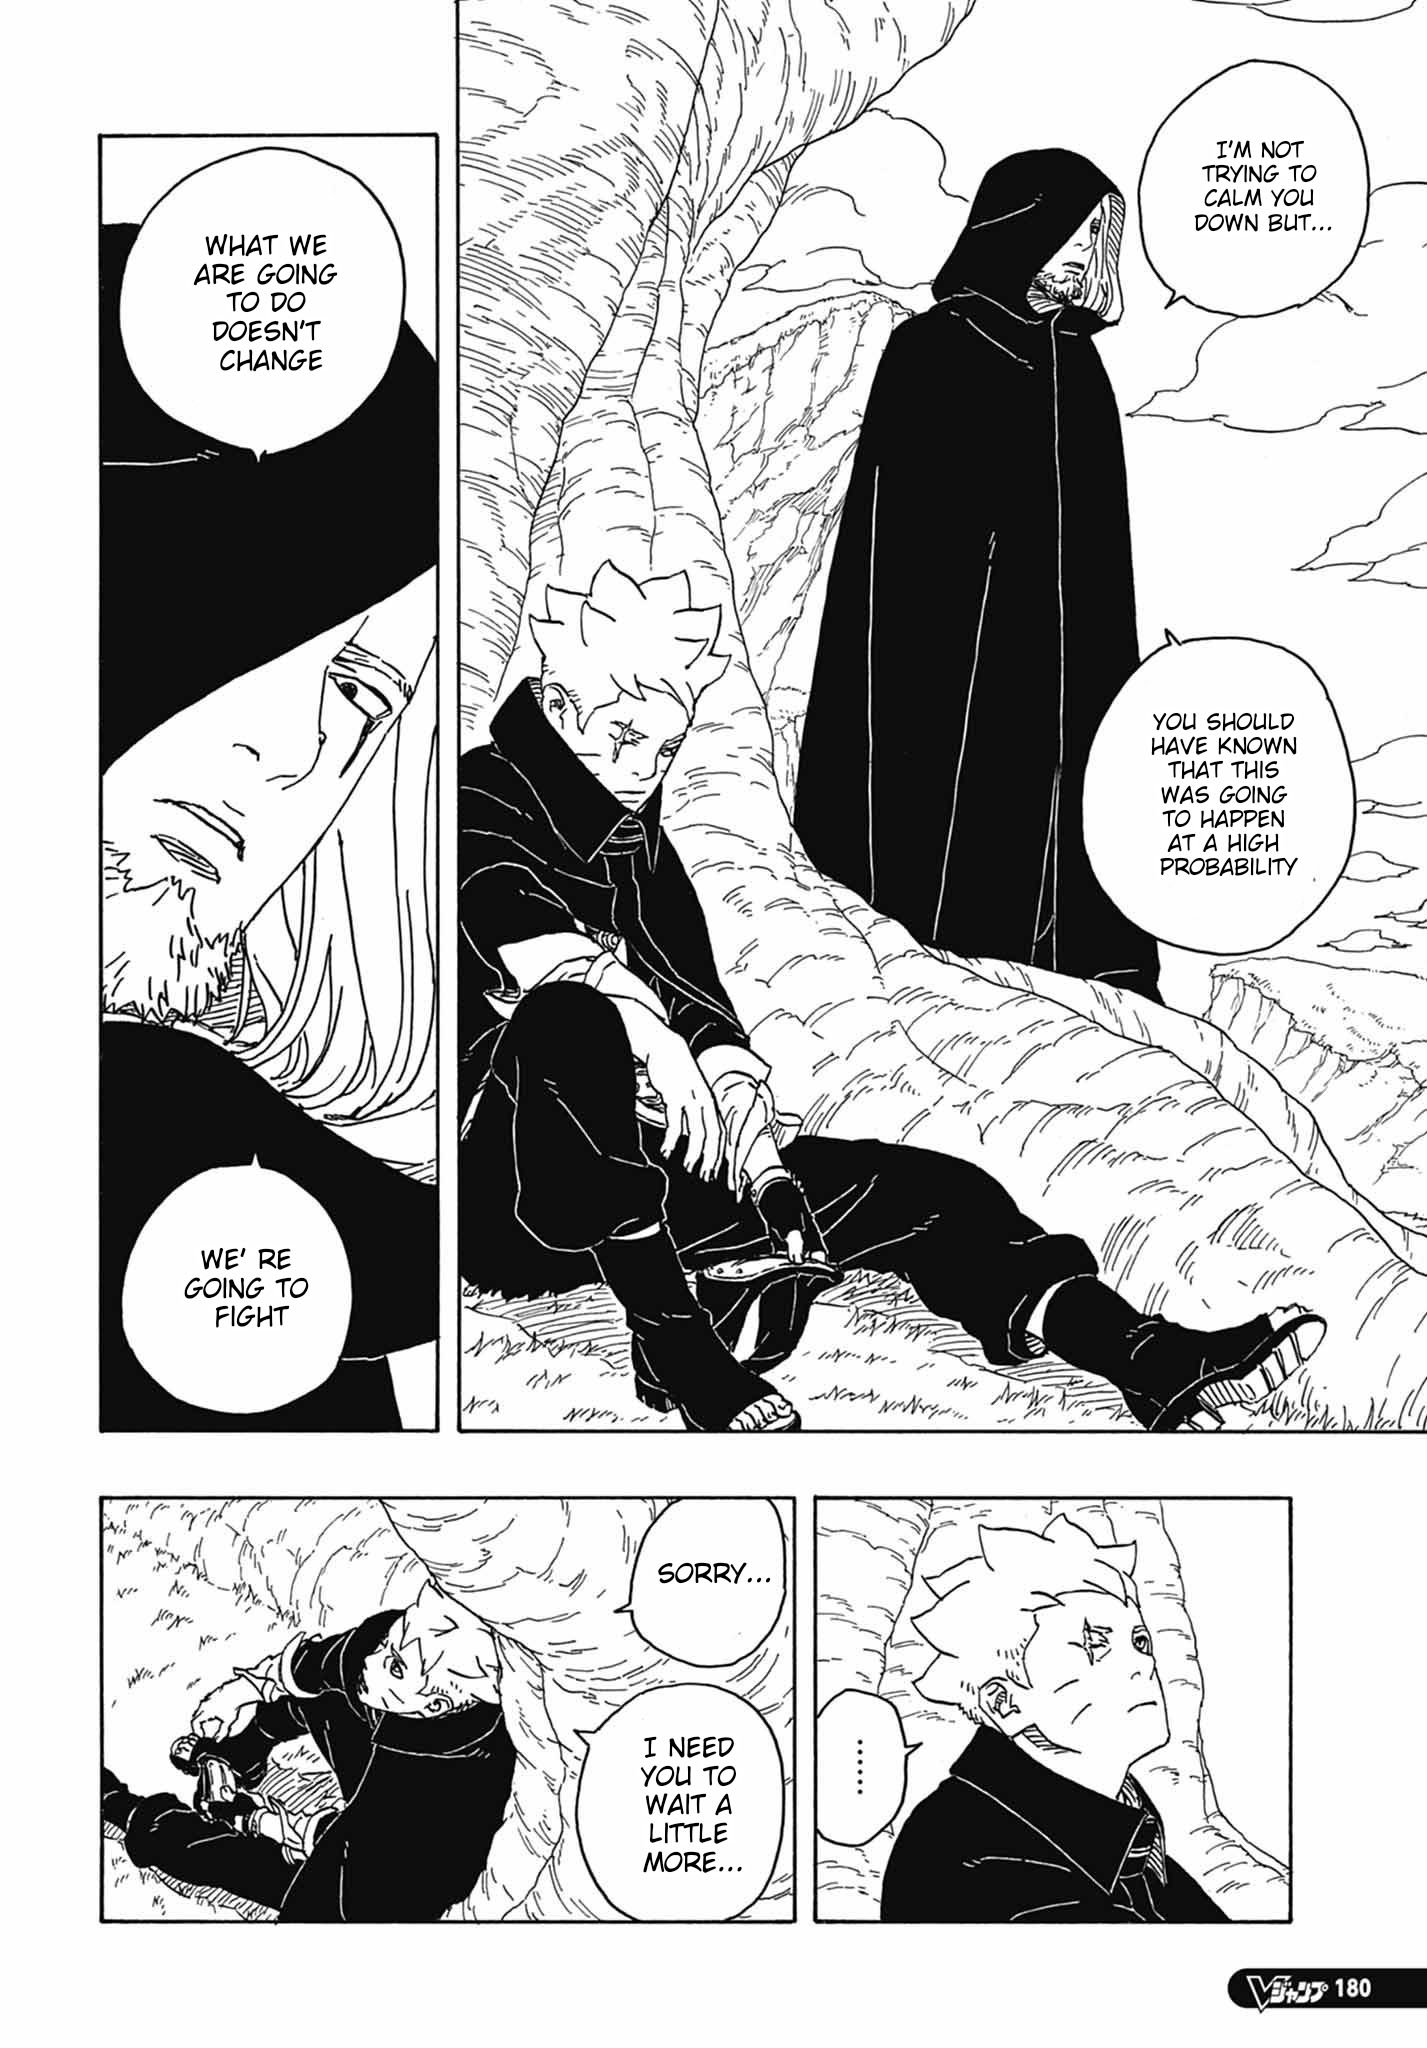 I'M NOT
TRYING TO
CALM YOU
DOWN BUT...
YOU SHOULD
HAVE KNOWN
THAT THIS
WAS GOING
TO HAPPEN
AT A HIGH
PROBABILITY
WHAT WE
ARE GOING
TO DO
DOESN'T
CHANGE
WE' RE
GOING TO
FIGHT
......
SORRY...
I NEED
YOU TO
WAIT A
LITTLE
MORE...
Vジャンプ 180